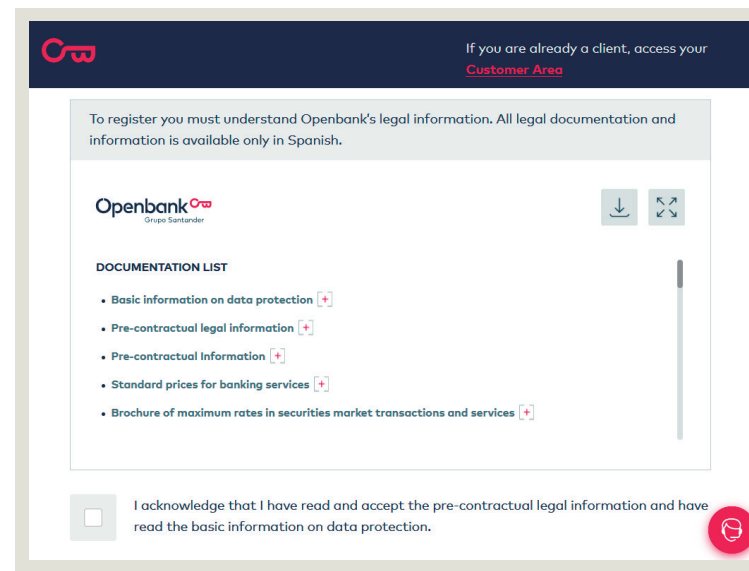 If you are already a client, access your
Customer Area
To register you must understand Openbank's legal information. All legal documentation and
information is available only in Spanish.
Openbank
Grupo Santander
DOCUMENTATION LIST
• Basic information on data protection [+]
• Pre-contractual legal information [+]
• Pre-contractual Information [+]
• Standard prices for banking services [+]
• Brochure of maximum rates in securities market transactions and services [+]
I acknowledge that I have read and accept the pre-contractual legal information and have
read the basic information on data protection.